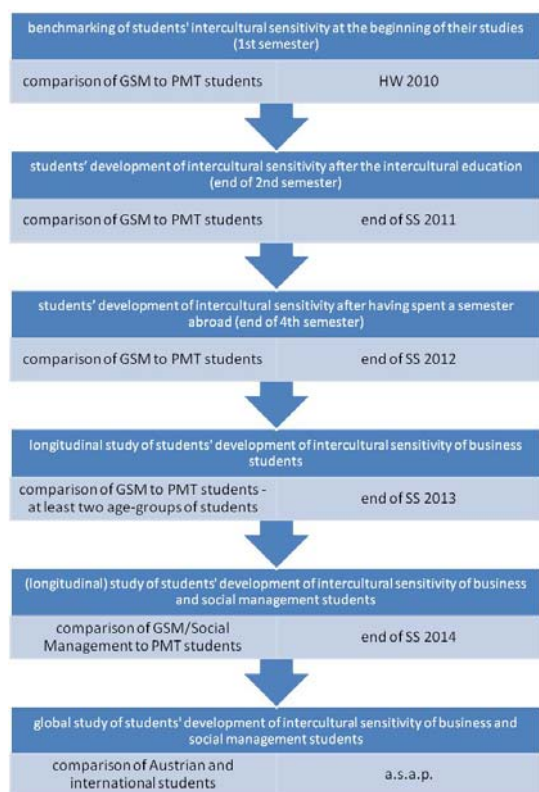 benchmarking of students' intercultural sensitivity at the beginning of their studies
(1st semester)
comparison of GSM to PMT students
HW 2010
students' development of intercultural sensitivity after the intercultural education
(end of 2nd semester)
comparison of GSM to PMT students
end of SS 2011
students' development of intercultural sensitivity after having spent a semester
abroad (end of 4th semester)
comparison of GSM to PMT students
end of SS 2012
longitudinal study of students' development of intercultural sensitivity of business
students
comparison of GSM to PMT students -
at least two age-groups of students
end of SS 2013
(longitudinal) study of students' development of intercultural sensitivity of business
and social management students
comparison of GSM/Social
Management to PMT students
end of SS 2014
global study of students' development of intercultural sensitivity of business and
social management students
comparison of Austrian and
international students
a.s.a.p.